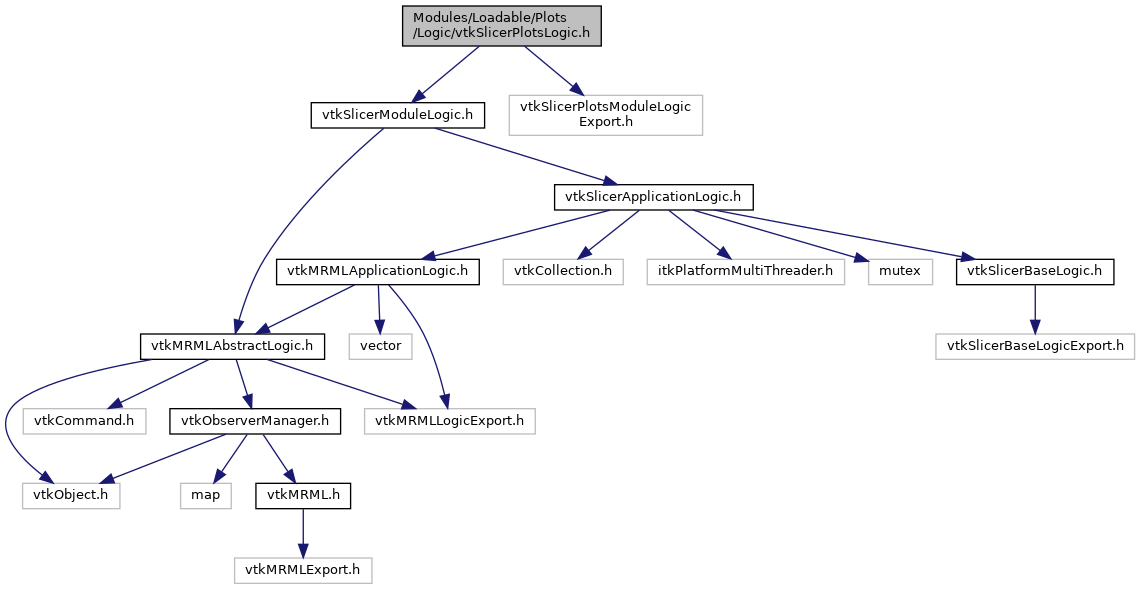 Modules/Loadable/Plots
/Logic/vtkSlicerPlotsLogic.h
vtkSlicerModuleLogic.h
vtkSlicerPlotsModuleLogic
Export.h
vtkSlicerApplicationLogic.h
vtkMRMLApplicationLogic.h
vtkCollection.h
itkPlatformMultiThreader.h
mutex
vtkSlicerBaseLogic.h
vtkMRMLAbstractLogic.h
vector
vtkSlicerBaseLogicExport.h
vtkCommand.h
vtkObserverManager.h
vtkMRMLLogicExport.h
vtkObject.h
map
vtkMRML.h
vtkMRMLExport.h